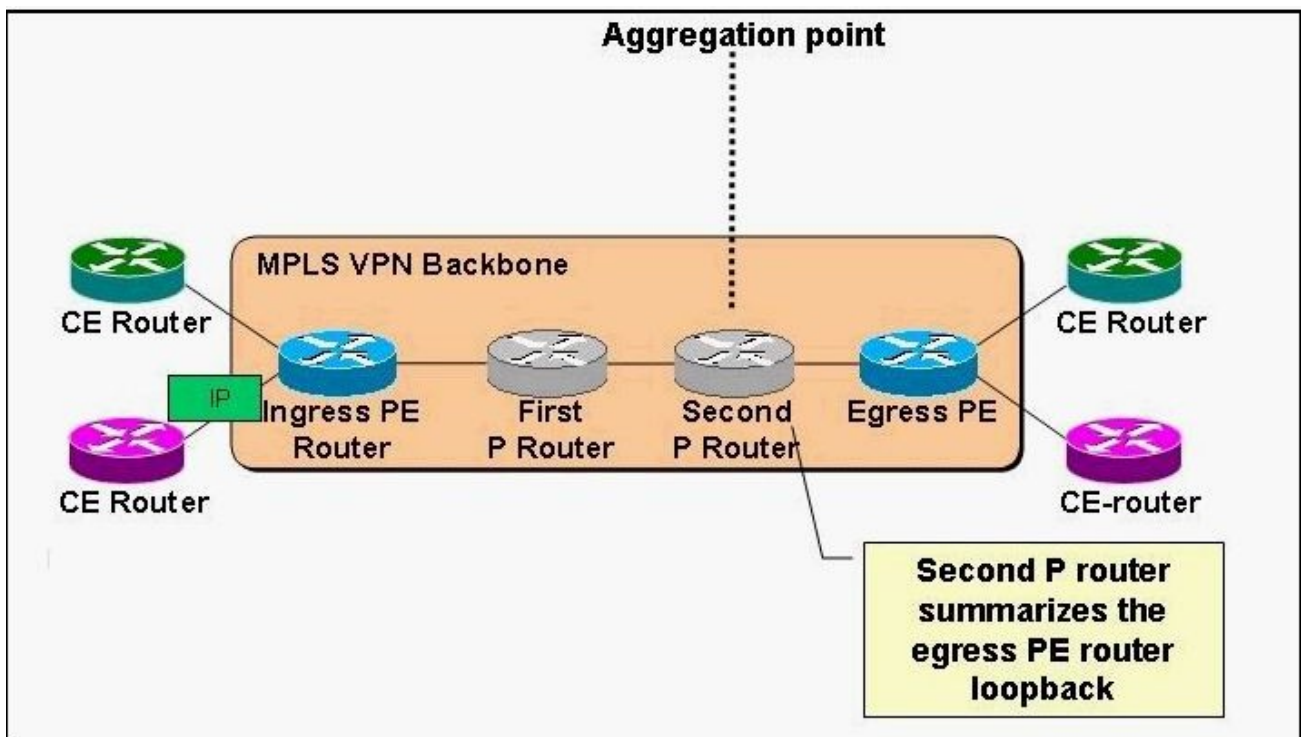 Aggregation point
MPLS VPN Backbone
CE Router
CE Router
IP
Ingress PE
Router
First
P Router
Second
P Router
Egress PE
CE Router
CE-router
Second P router
summarizes the
egress PE router
loopback